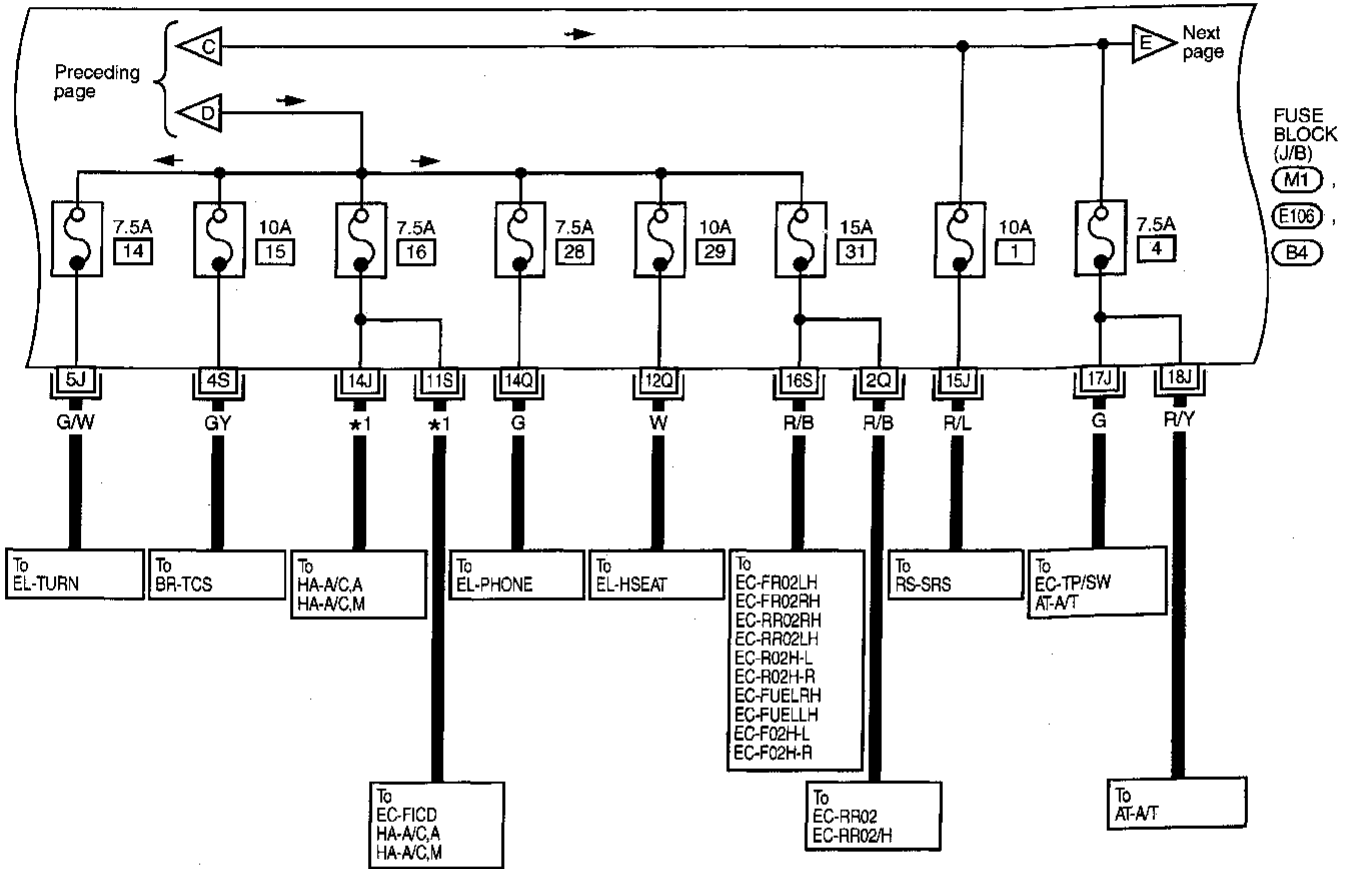 C
E
Next
page
Preceding
page
D
FUSE
BLOCK
(J/B)
M1 ,
E106 ,
B4
7.5A
14
10A
15
7.5A
16
7.5A
28
10A
29
15A
31
10A
1
7.5A
4
5J 4S 14J 11S 14Q 12Q 16S 2Q 15J 17J 18J
G/W GY ★1 ★1 G W R/B R/B R/L G R/Y
To
EL-TURN
To
BR-TCS
To
HA-A/C,A
HA-A/C,M
To
EL-PHONE
To
EL-HSEAT
To
EC-FR02LH
EC-FR02RH
EC-RR02RH
EC-RR02LH
EC-R02H-L
EC-R02H-R
EC-FUELRH
EC-FUELLH
EC-F02H-L
EC-F02H-R
To
RS-SRS
To
EC-TP/SW
AT-A/T
To
EC-FICD
HA-A/C,A
HA-A/C,M
To
EC-RR02
EC-RR02/H
To
AT-A/T